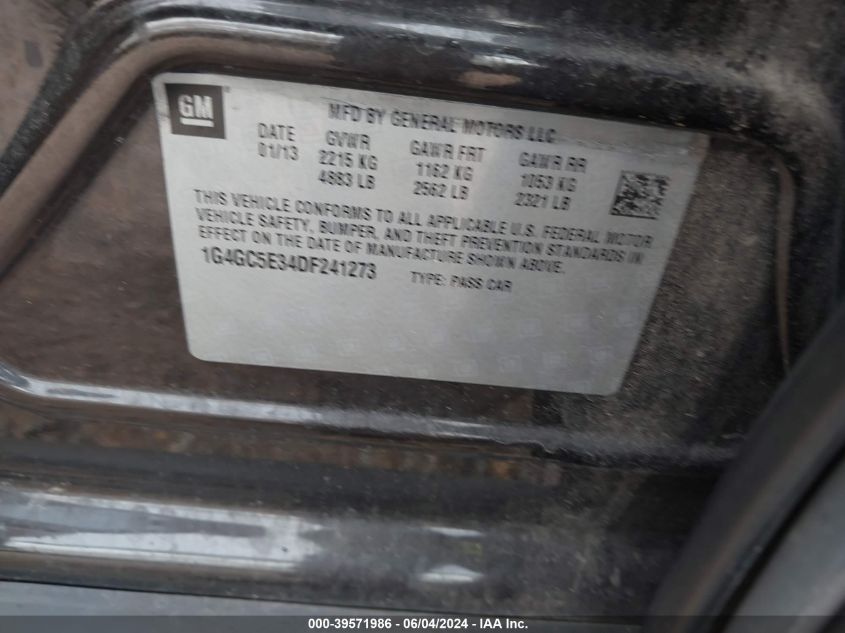 GM
MFD BY GENERAL MOTORS LLC
DATE GVWR GAWR FRT GAWR RR
01/13 2215 KG 1162 KG 1053 KG
4883 LB 2562 LB 2321 LB
THIS VEHICLE CONFORMS TO ALL APPLICABLE U.S. FEDERAL MOTOR
VEHICLE SAFETY, BUMPER, AND THEFT PREVENTION STANDARDS IN
EFFECT ON THE DATE OF MANUFACTURE SHOWN ABOVE.
1G4GC5E34DF241273 TYPE: PASS CAR
000-39571986 - 06/04/2024 - IAA Inc.